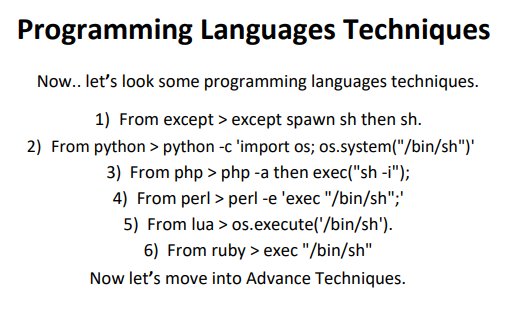 Programming Languages Techniques
Now.. let's look some programming languages techniques.
1) From except > except spawn sh then sh.
2) From python > python -c 'import os; os.system("/bin/sh")'
3) From php > php -a then exec("sh -i");
4) From perl > perl -e 'exec "/bin/sh";'
5) From lua > os.execute('/bin/sh').
6) From ruby > exec "/bin/sh"
Now let's move into Advance Techniques.